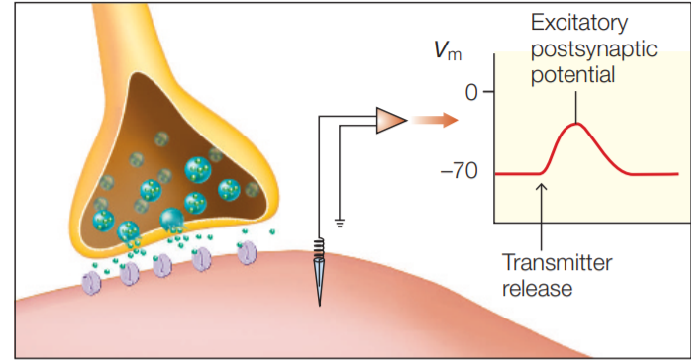 Excitatory
postsynaptic
potential
Vm
0
–70
Transmitter
release